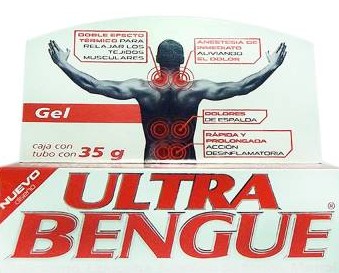 DOBLE EFECTO
TÉRMICO PARA
RELAJAR LOS
TEJIDOS
MUSCULARES
ANESTESIA DE
INMEDIATO
ALIVIANDO
EL DOLOR
Gel
caja con
tubo con 35 g
DOLORES
DE ESPALDA
RÁPIDA Y
PROLONGADA
ACCIÓN
DESINFLAMATORIA
NUEVO
diseño
ULTRA
BENGUE®